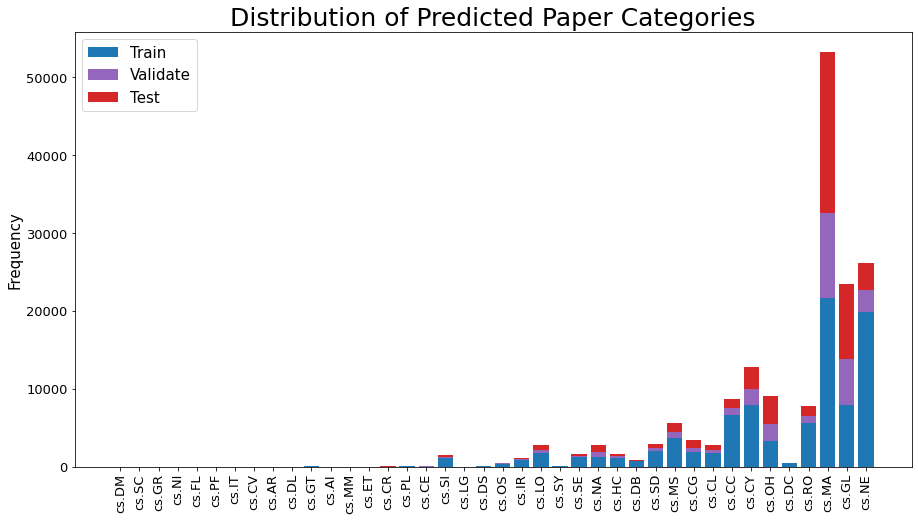 Distribution of Predicted Paper Categories
Train
Validate
Test
Frequency
50000
40000
30000
20000
10000
0
cs.DM
cs.SC
cs.GR
cs.NI
cs.FL
cs.PF
cs.IT
cs.CV
cs.AR
cs.DL
cs.GT
cs.AI
cs.MM
cs.ET
cs.CR
cs.PL
cs.CE
cs.SI
cs.LG
cs.DS
cs.OS
cs.IR
cs.LO
cs.SY
cs.SE
cs.NA
cs.HC
cs.DB
cs.SD
cs.MS
cs.CG
cs.CL
cs.CC
cs.CY
cs.OH
cs.DC
cs.RO
cs.MA
cs.GL
cs.NE